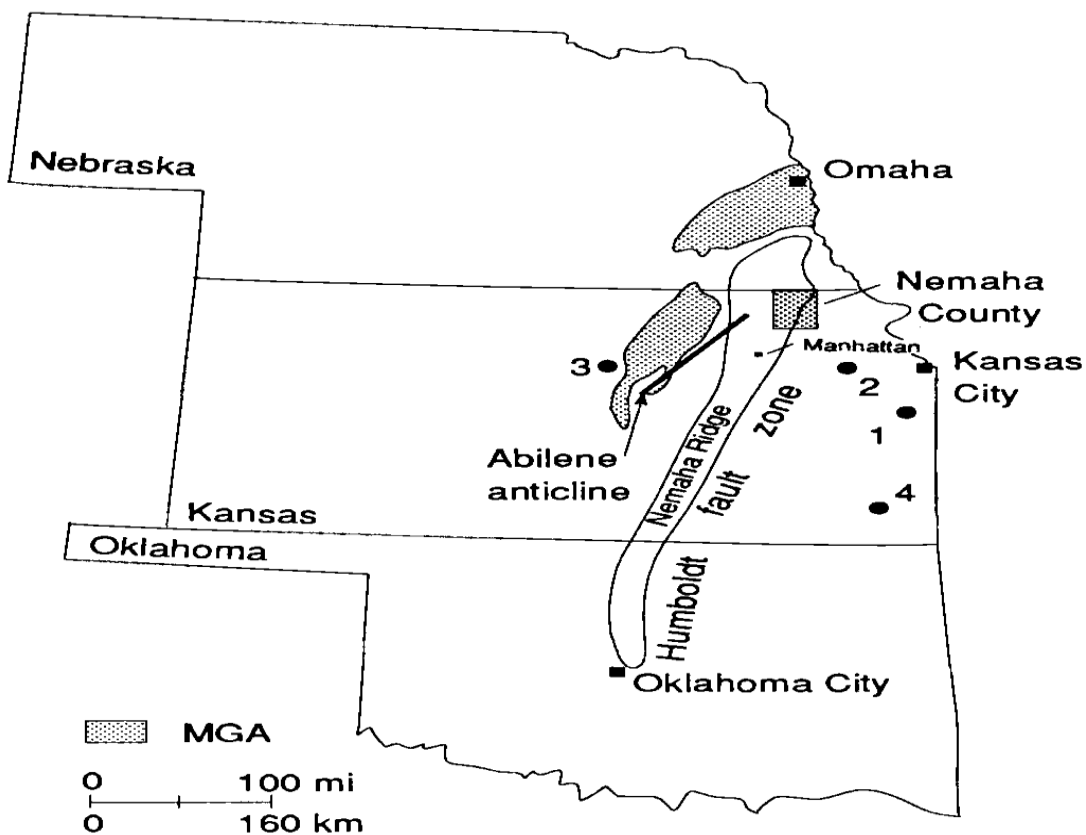 Nebraska
Omaha
Nemaha
County
Manhattan
3
2
Kansas
City
1
Abilene
anticline
Nemaha Ridge
fault zone
4
Kansas
Oklahoma
Humboldt
Oklahoma City
MGA
0 100 mi
0 160 km